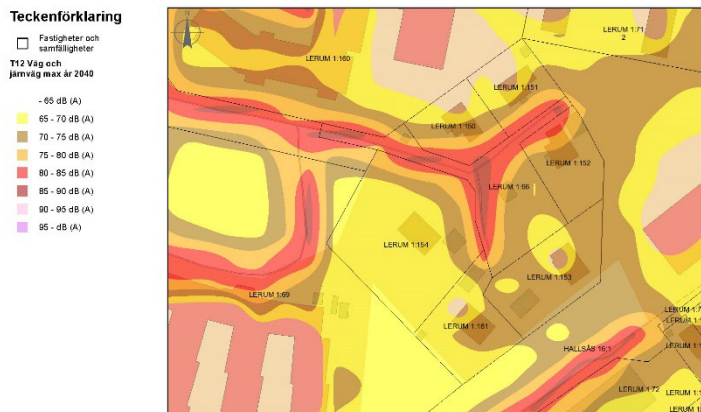 Teckenförklaring
Fastigheter och
samfälligheter
T12 Väg och
järnväg max år 2040
- 65 dB (A)
65 - 70 dB (A)
70 - 75 dB (A)
75 - 80 dB (A)
80 - 85 dB (A)
85 - 90 dB (A)
90 - 95 dB (A)
95 - dB (A)
LERUM 1:71
2
LERUM 1:160
LERUM 1:151
LERUM 1:150
LERUM 1:152
LERUM 1:66
LERUM 1:154
LERUM 1:153
LERUM 1:69
LERUM 1:161
HALLSÅS 16:1
LERUM 1:72